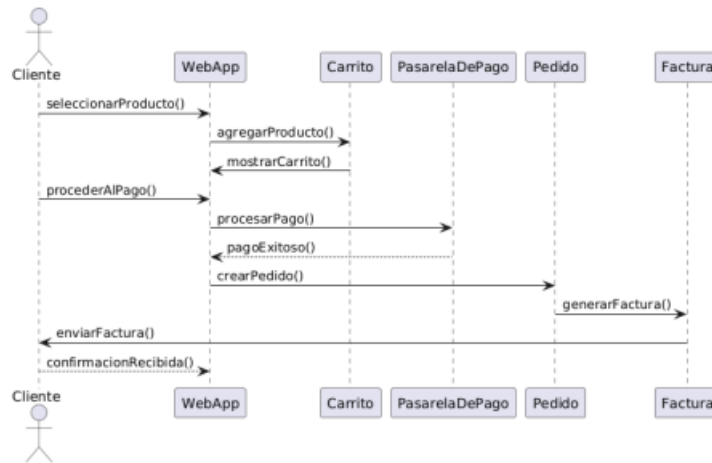 Cliente
WebApp Carrito PasarelaDePago Pedido Factura
seleccionarProducto()
agregarProducto()
mostrarCarrito()
procederAlPago()
procesarPago()
pagoExitoso()
crearPedido()
generarFactura()
enviarFactura()
confirmacionRecibida()
Cliente
WebApp Carrito PasarelaDePago Pedido Factura